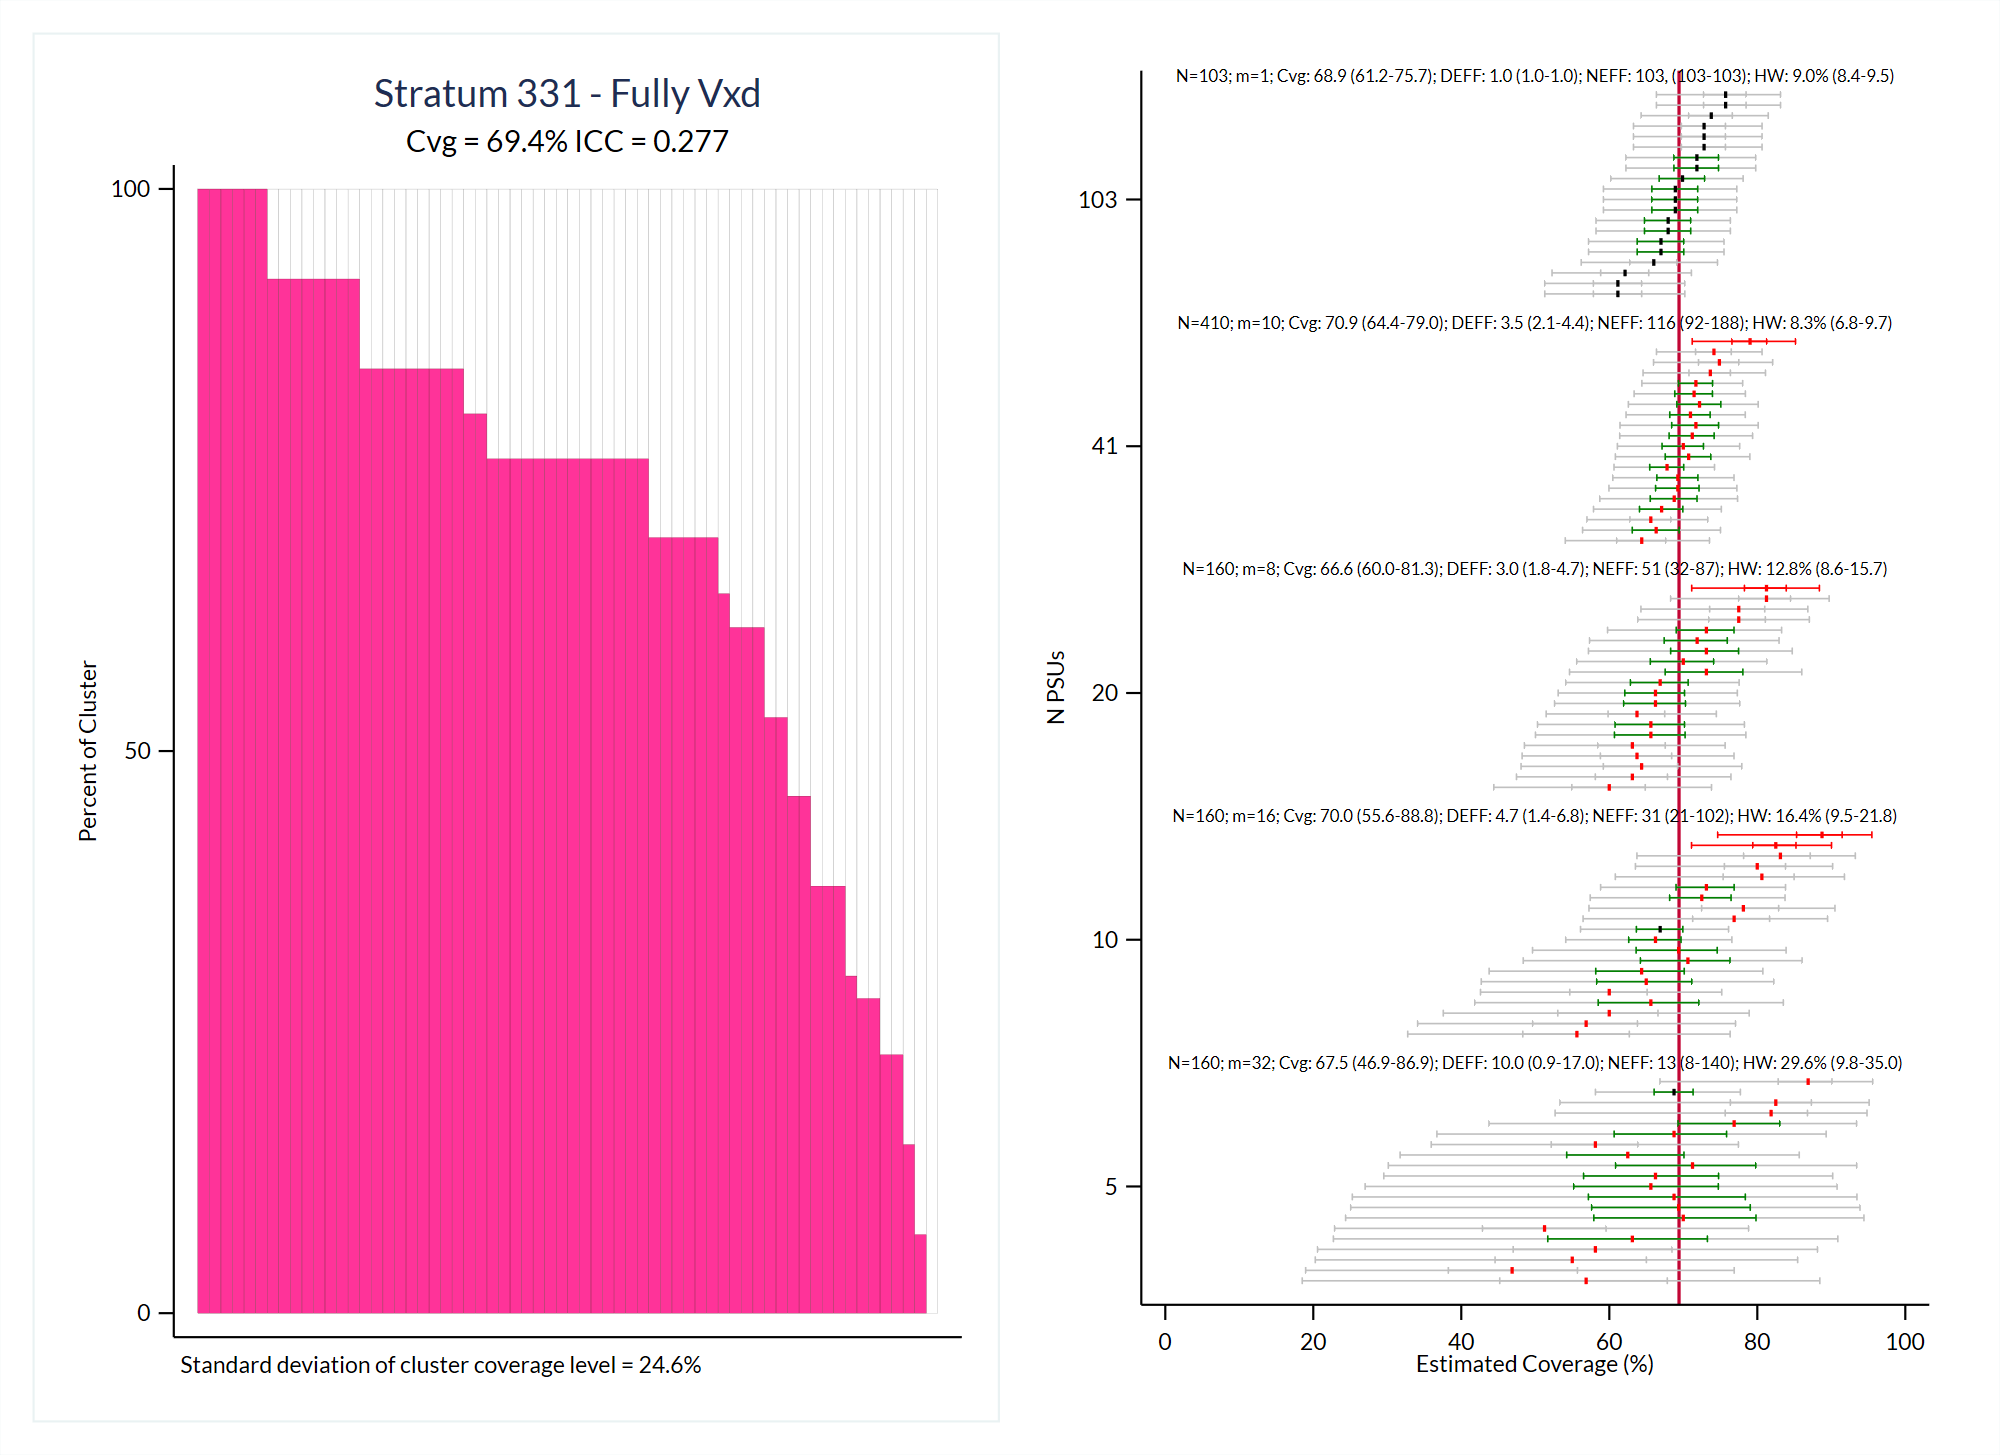 Stratum 331 - Fully Vxd
Cvg = 69.4% ICC = 0.277
100
50
0
Percent of Cluster
Standard deviation of cluster coverage level = 24.6%
N=103; m=1; Cvg: 68.9 (61.2-75.7); DEFF: 1.0 (1.0-1.0); NEFF: 103, (103-103); HW: 9.0% (8.4-9.5)
103
N=410; m=10; Cvg: 70.9 (64.4-79.0); DEFF: 3.5 (2.1-4.4); NEFF: 116 (92-188); HW: 8.3% (6.8-9.7)
41
N=160; m=8; Cvg: 66.6 (60.0-81.3); DEFF: 3.0 (1.8-4.7); NEFF: 51 (32-87); HW: 12.8% (8.6-15.7)
N PSUs
20
N=160; m=16; Cvg: 70.0 (55.6-88.8); DEFF: 4.7 (1.4-6.8); NEFF: 31 (21-102); HW: 16.4% (9.5-21.8)
10
N=160; m=32; Cvg: 67.5 (46.9-86.9); DEFF: 10.0 (0.9-17.0); NEFF: 13 (8-140); HW: 29.6% (9.8-35.0)
5
0 20 40 60 80 100
Estimated Coverage (%)